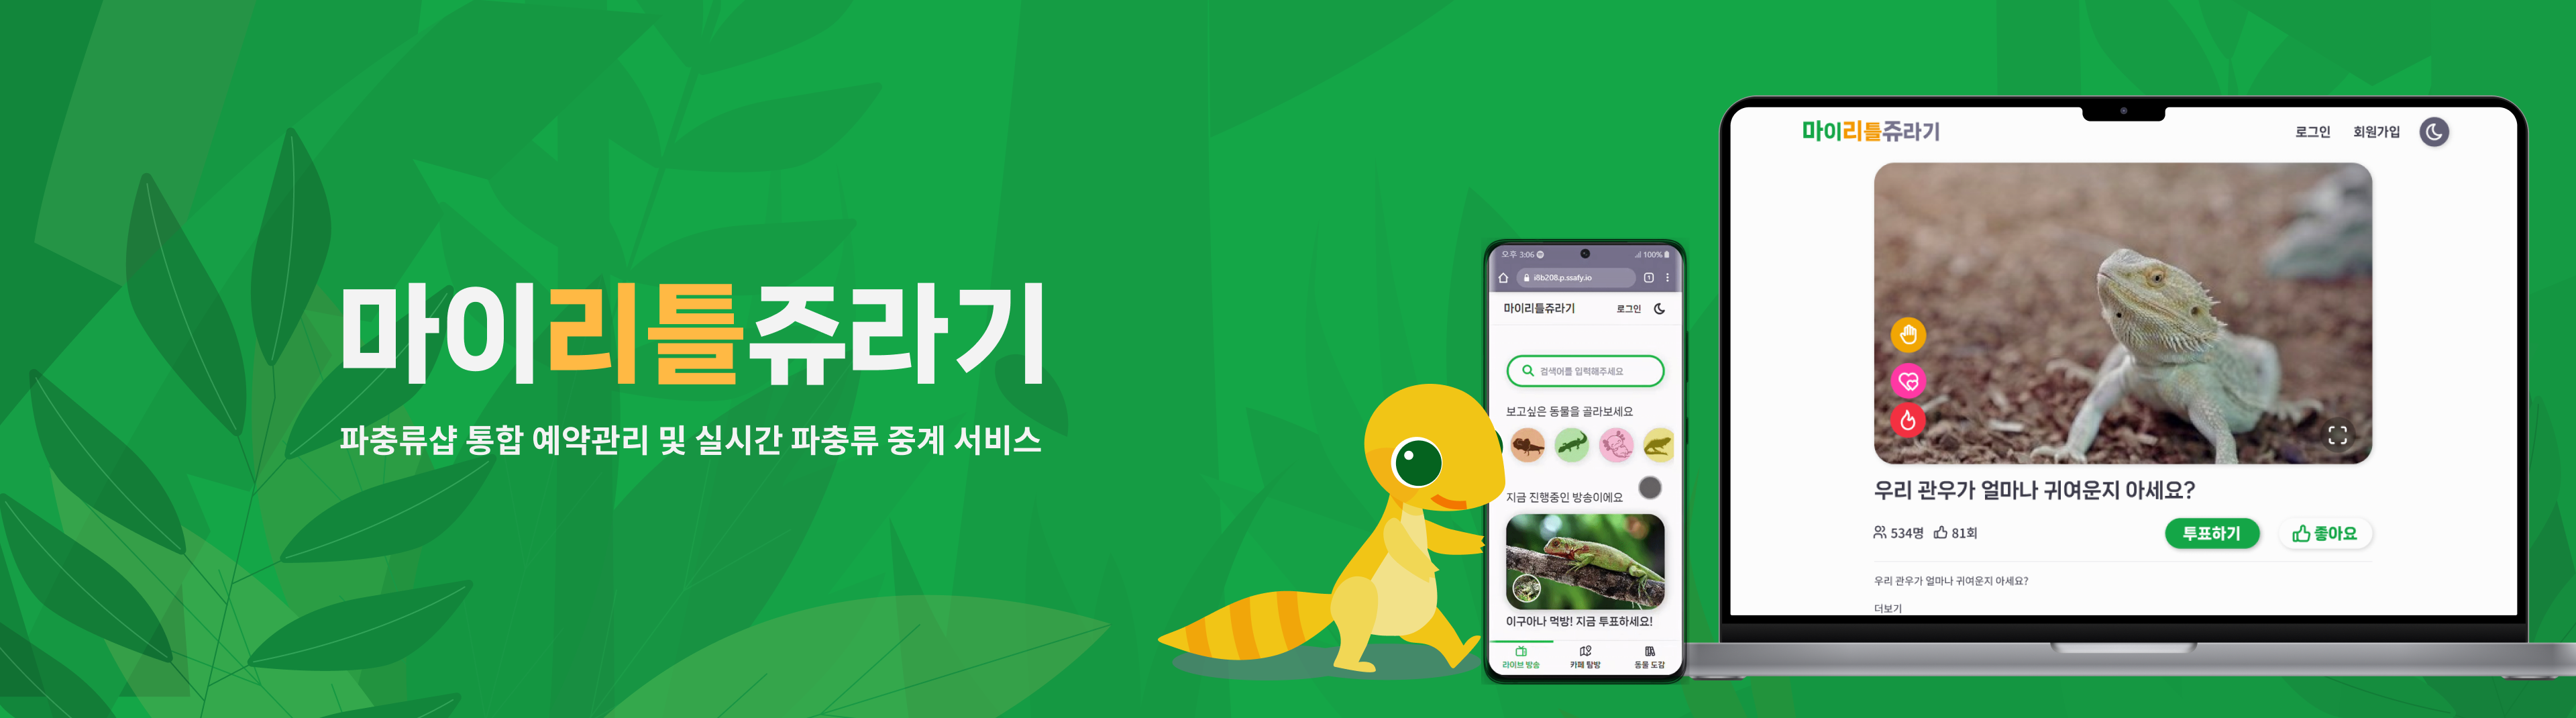 마이리틀쥬라기
파충류샵 통합 예약관리 및 실시간 파충류 중계 서비스
오후 3:06
100%
i8b208.p.ssafy.io
1
마이리틀쥬라기
로그인
검색어를 입력해주세요
보고싶은 동물을 골라보세요
지금 진행중인 방송이에요
이구아나 먹방! 지금 투표하세요!
라이브 방송
카페 탐방
동물 도감
마이리틀쥬라기
로그인 회원가입
우리 관우가 얼마나 귀여운지 아세요?
534명 81회
투표하기 좋아요
우리 관우가 얼마나 귀여운지 아세요?
더보기